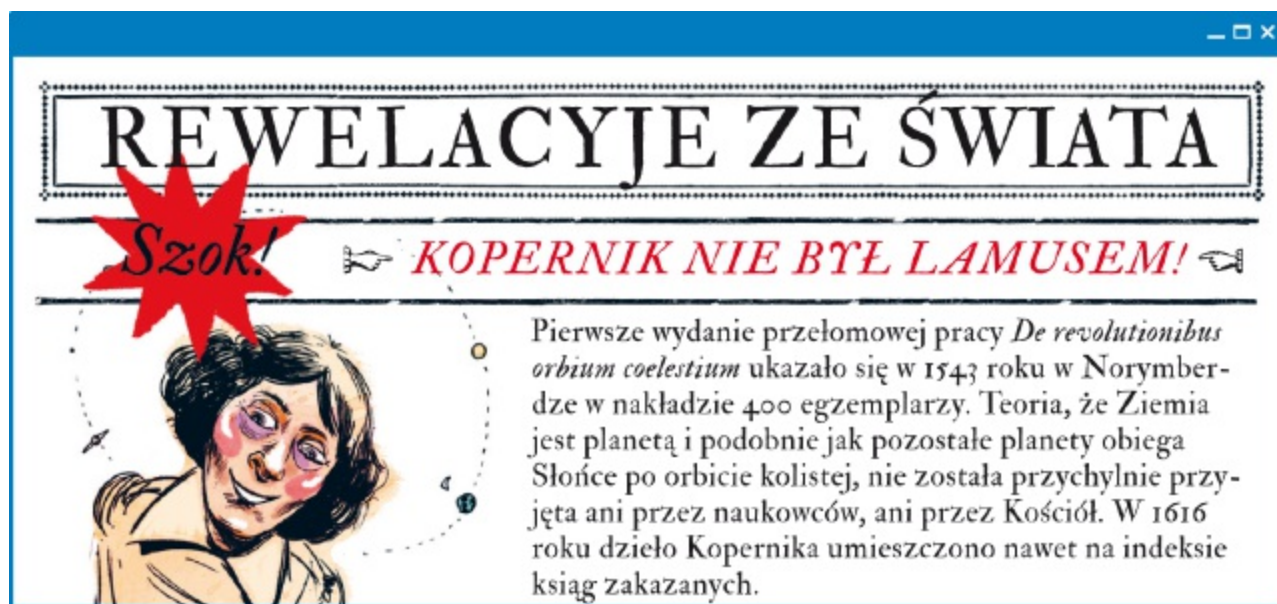 REWELACYJE ZE ŚWIATA
Szok!
KOPERNIK NIE BYŁ LAMUSEM!
Pierwsze wydanie przełomowej pracy De revolutionibus
orbium coelestium ukazało się w 1543 roku w Norymber-
dze w nakładzie 400 egzemplarzy. Teoria, że Ziemia
jest planetą i podobnie jak pozostałe planety obiega
Słońce po orbicie kolistej, nie została przychylnie przy-
jęta ani przez naukowców, ani przez Kościół. W 1616
roku dzieło Kopernika umieszczono nawet na indeksie
ksiąg zakazanych.